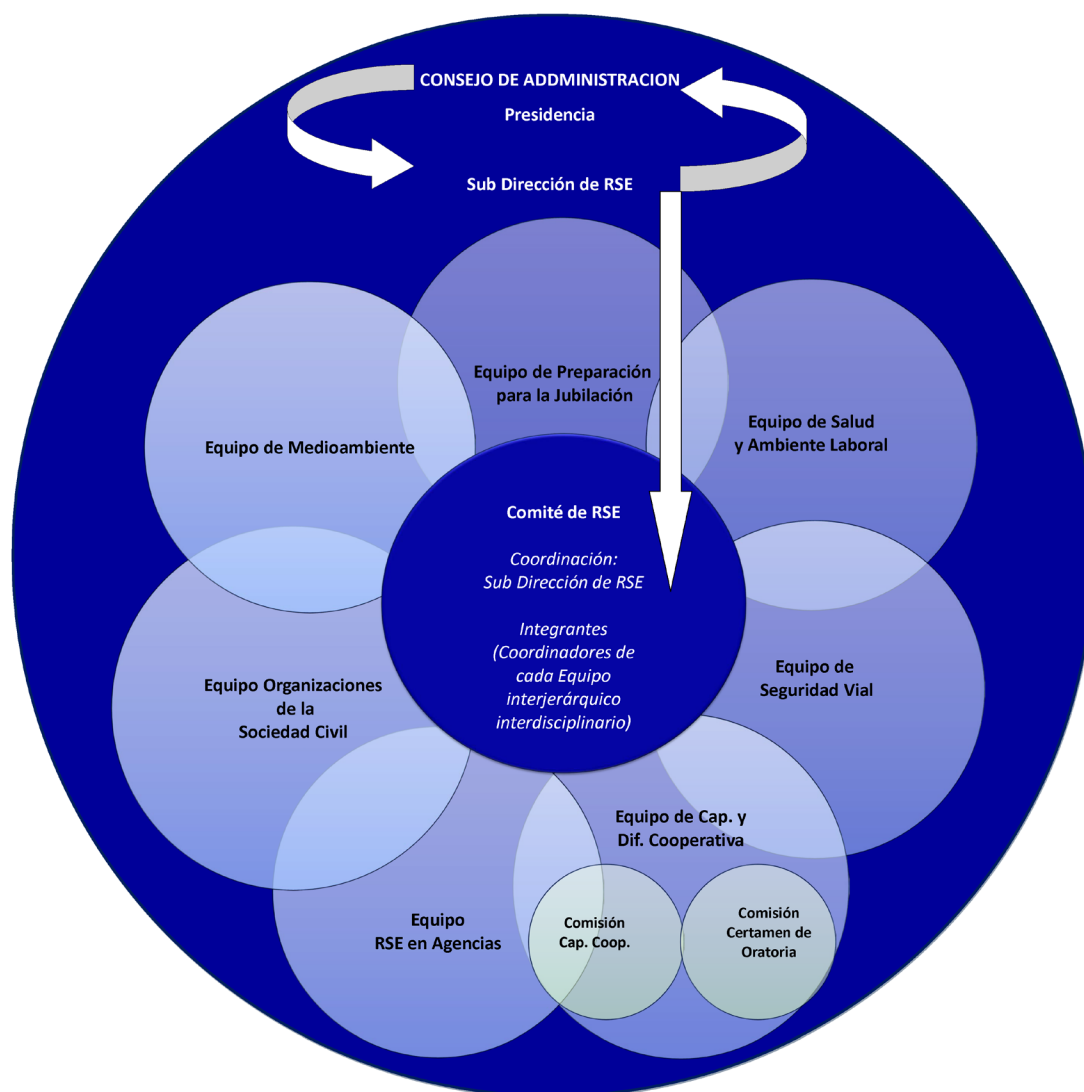 CONSEJO DE ADDMINISTRACION
Presidencia
Sub Dirección de RSE
Equipo de Preparación
para la Jubilación
Equipo de Salud
y Ambiente Laboral
Equipo de Medioambiente
Comité de RSE
Coordinación:
Sub Dirección de RSE
Integrantes
(Coordinadores de
cada Equipo
interjerárquico
interdisciplinario)
Equipo de
Seguridad Vial
Equipo Organizaciones
de la
Sociedad Civil
Equipo de Cap. y
Dif. Cooperativa
Equipo
RSE en Agencias
Comisión
Cap. Coop.
Comisión
Certamen de
Oratoria